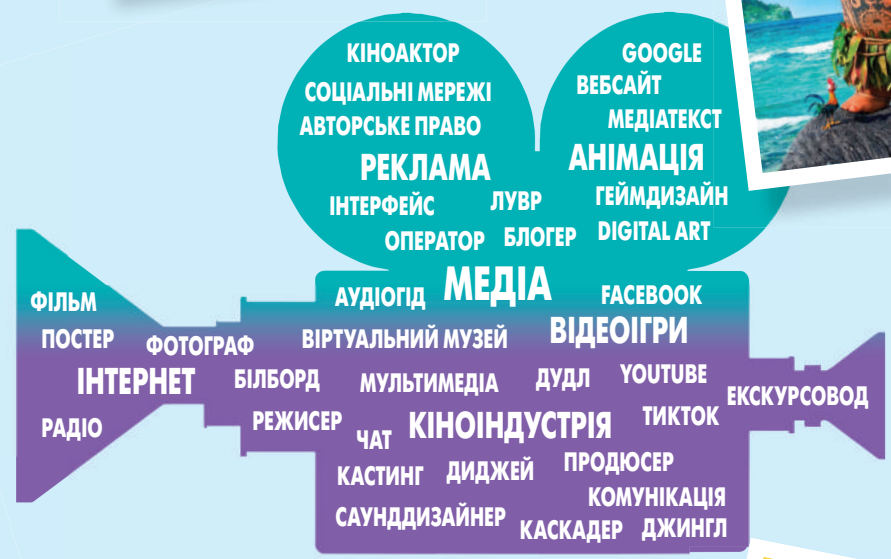 КІНОАКТОР
СОЦІАЛЬНІ МЕРЕЖІ
АВТОРСЬКЕ ПРАВО
РЕКЛАМА
ІНТЕРФЕЙС
ЛУВР
ОПЕРАТОР
БЛОГЕР
GOOGLE
ВЕБСАЙТ
МЕДІАТЕКСТ
АНІМАЦІЯ
ГЕЙМДИЗАЙН
DIGITAL ART
ФІЛЬМ
ПОСТЕР
ФОТОГРАФ
ІНТЕРНЕТ
РАДІО
АУДІОГІД
МЕДІА
FACEBOOK
ВІРТУАЛЬНИЙ МУЗЕЙ
ВІДЕОІГРИ
БІЛБОРД
МУЛЬТИМЕДІА
ДУДЛ
YOUTUBE
РЕЖИСЕР
ЧАТ
КІНОІНДУСТРІЯ
ТИКТОК
ЕКСКУРСОВОД
КАСТИНГ
ДИДЖЕЙ
ПРОДЮСЕР
КОМУНІКАЦІЯ
САУНДДИЗАЙНЕР
КАСКАДЕР
ДЖИНГЛ